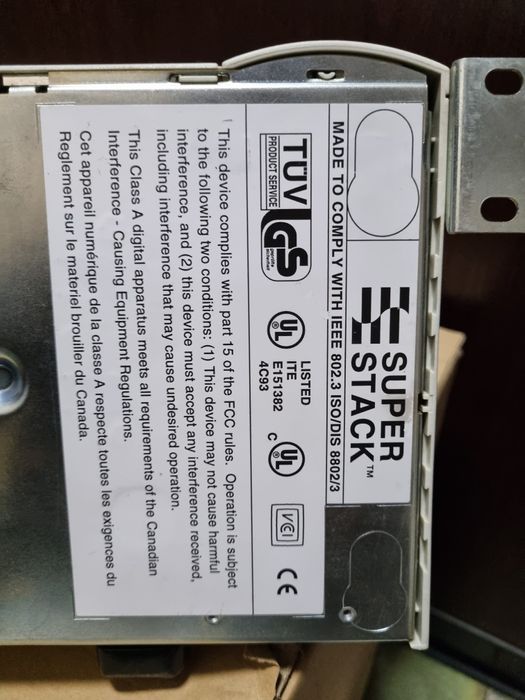 SUPER
STACK™
MADE TO COMPLY WITH IEEE 802.3 ISO/DIS 8802/3
TÜV
PRODUCT SERVICE
GS
geprüfte
Sicherheit
UL
®
LISTED
ITE
E151382
4C93
C
UL
®
VCI
CE
This device complies with part 15 of the FCC rules. Operation is subject
to the following two conditions: (1) This device may not cause harmful
interference, and (2) this device must accept any interference received,
including interference that may cause undesired operation.
This Class A digital apparatus meets all requirements of the Canadian
Interference - Causing Equipment Regulations.
Cet appareil numérique de la classe A respecte toutes les exigences du
Reglement sur le materiel brouiller du Canada.